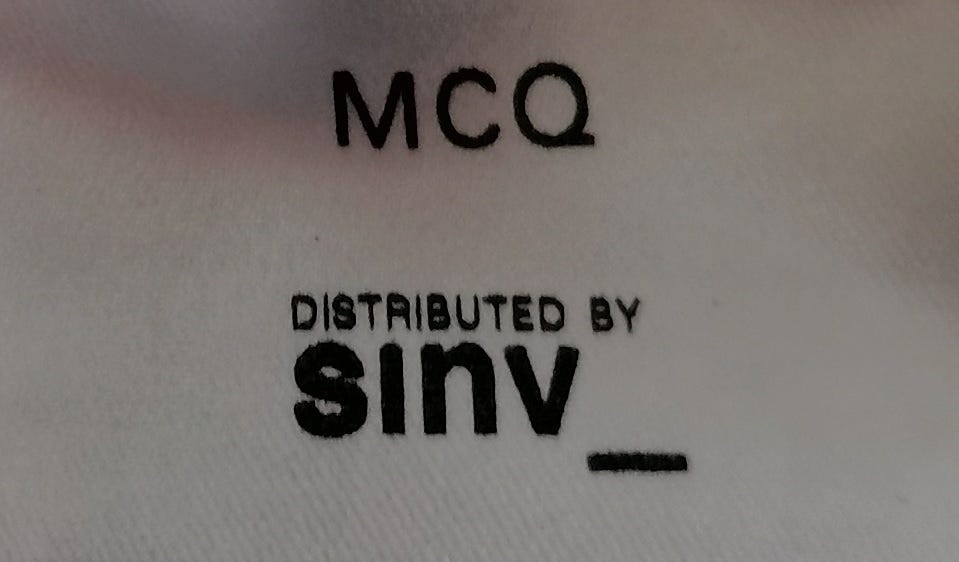 MCQ
DISTRIBUTED BY
sinv_